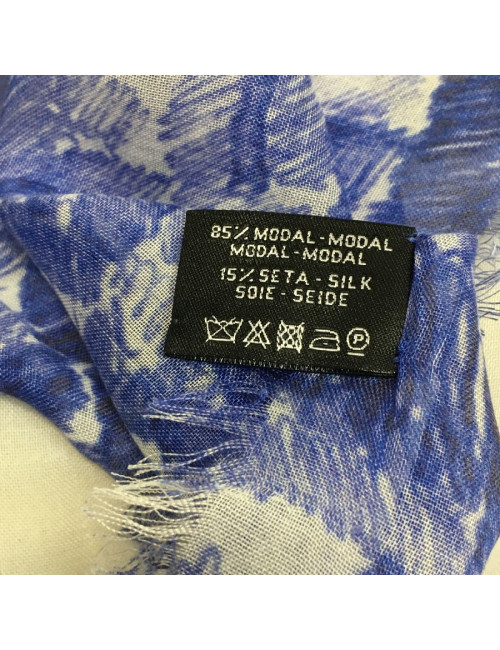 85% MODAL - MODAL
MODAL - MODAL
15% SETA - SILK
SOIE - SEIDE
P